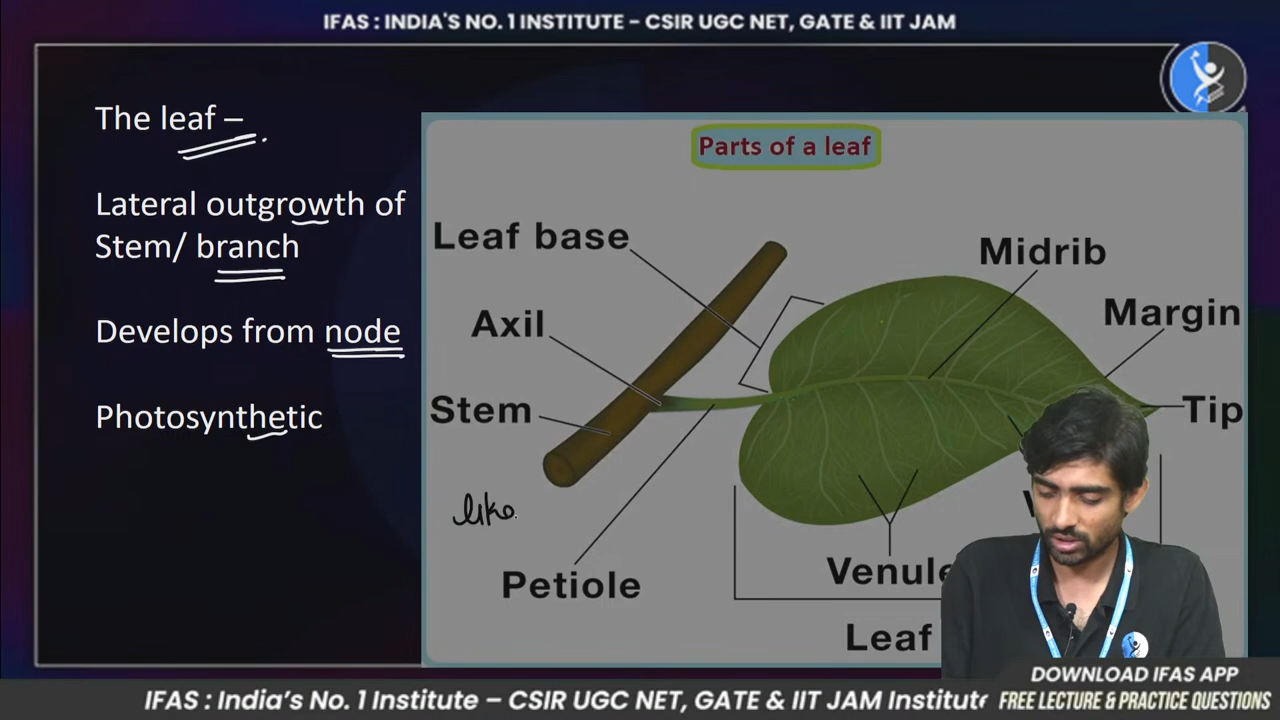 IFAS : INDIA'S NO. 1 INSTITUTE - CSIR UGC NET, GATE & IIT JAM
The leaf –
Lateral outgrowth of
Stem/ branch
Develops from node
Photosynthetic
Parts of a leaf
Leaf base
Midrib
Axil
Margin
Stem
Tip
like
Petiole
Venule
Leaf
DOWNLOAD IFAS APP
IFAS : India's No. 1 Institute – CSIR UGC NET, GATE & IIT JAM Institute
FREE LECTURE & PRACTICE QUESTIONS